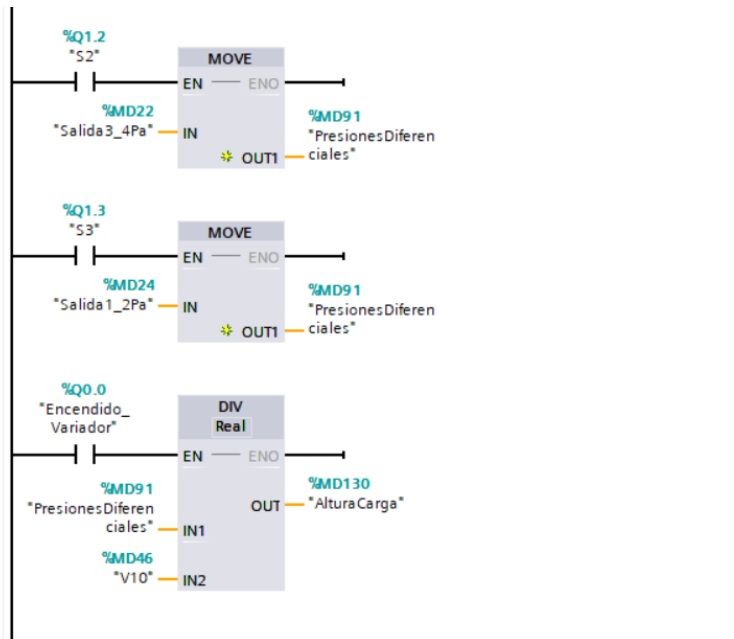 %Q1.2
"S2"
MOVE
EN ENO
%MD22
"Salida3_4Pa"
IN
%MD91
"PresionesDiferen
ciales"
OUT1
%Q1.3
"S3"
MOVE
EN ENO
%MD24
"Salida1_2Pa"
IN
%MD91
"PresionesDiferen
ciales"
OUT1
%Q0.0
"Encendido_
Variador"
DIV
Real
EN ENO
%MD91
"PresionesDiferen
ciales"
IN1
%MD130
"AlturaCarga"
OUT
%MD46
"V10"
IN2